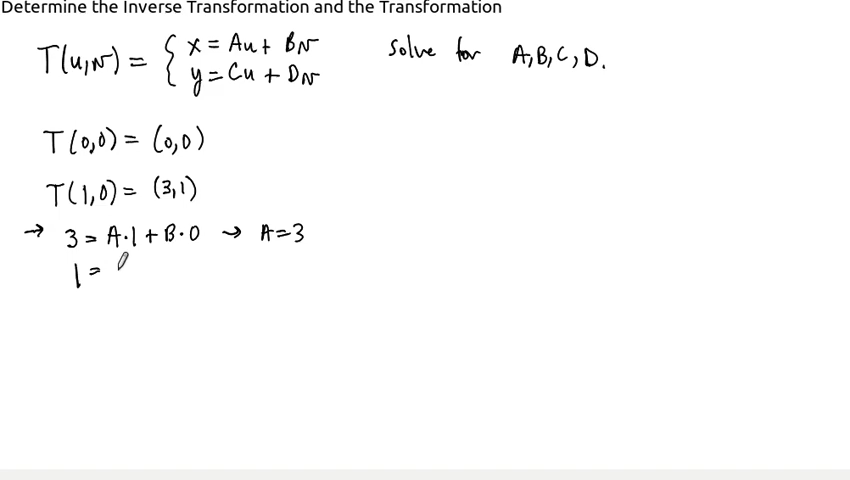 Determine the Inverse Transformation and the Transformation
T(u,v) = { x = Au + Bv
y = Cu + Dv
solve for A,B,C,D.
T(0,0) = (0,0)
T(1,0) = (3,1)
→ 3 = A·1 + B·0 → A=3
1 =